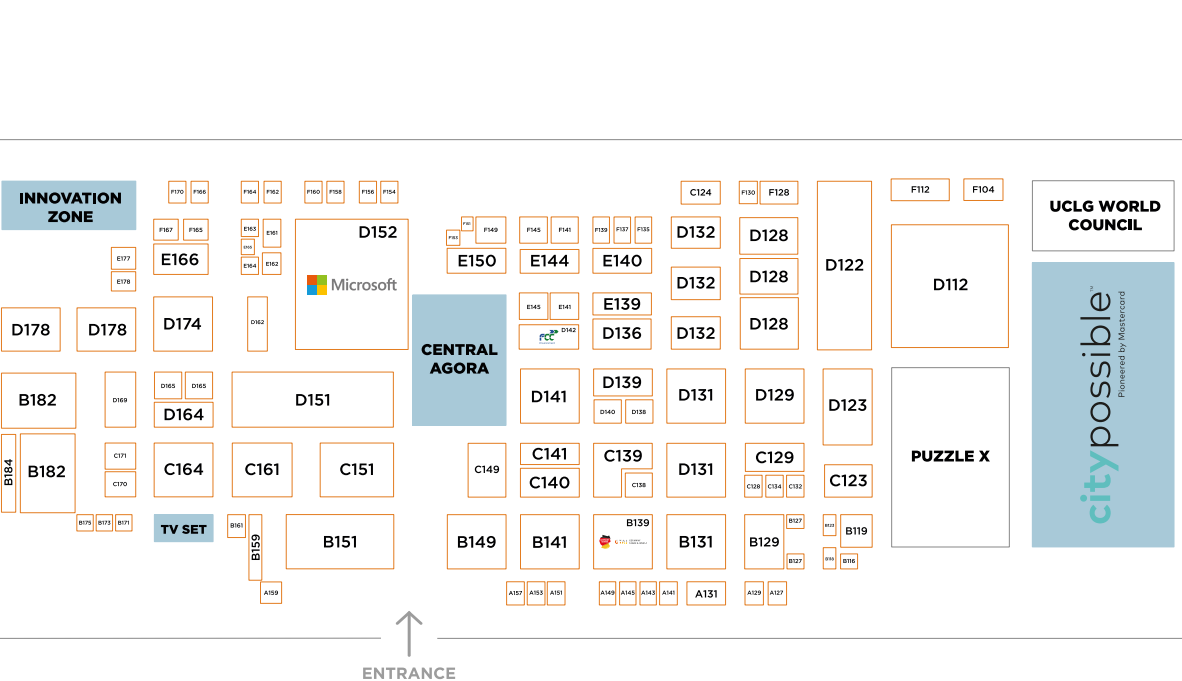 INNOVATION
ZONE
F170 F166 F164 F162 F160 F158 F156 F154
C124 F130 F128 F112 F104
UCLG WORLD
COUNCIL
F167 F165 E163 E161
F151 F153 F149 F145 F141 F139 F137 F135
D132 D128 D152
E177 E178 E166 E165 E164 E162
Microsoft
E150 E144 E140
D132 D128 D122 D112
D178 D178 D174 D162
E145 E141 E139
FCC D142 D136 D132 D128
CENTRAL
AGORA
citypossible™
Pioneered by Mastercard
B182 D169 D165 D165 D164 D151
D141 D139 D140 D138 D131 D129 D123
B184 B182 C171 C170 C164 C161 C151
C149 C141 C140 C139 C138 D131 C129 C128 C134 C132 C123
PUZZLE X
B175 B173 B171
TV SET
B161 B159 B151
B149 B141 B139 B131 B129 B127 B127 B119 B116
A159 A157 A153 A151 A149 A145 A143 A141 A131 A129 A127
ENTRANCE